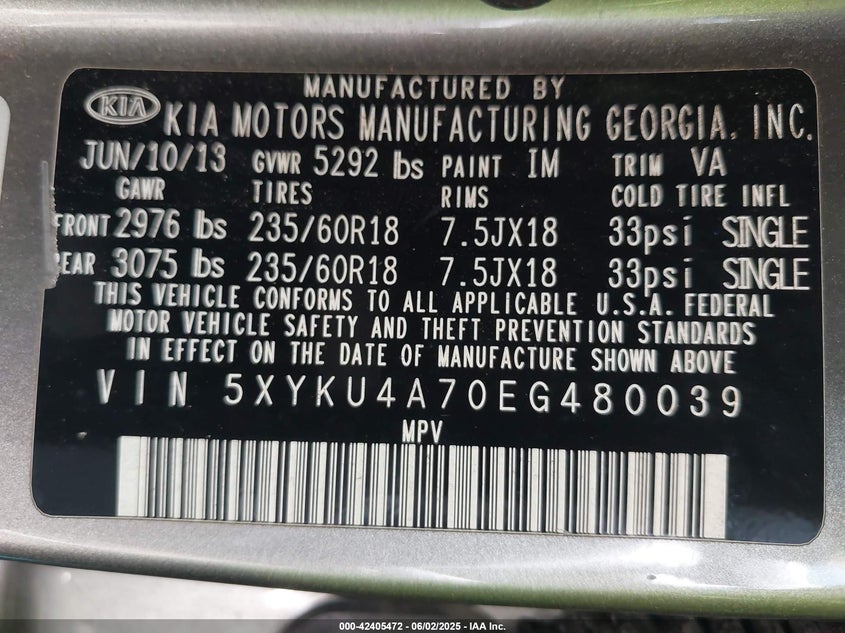 MANUFACTURED BY
KIA KIA MOTORS MANUFACTURING GEORGIA, INC.
JUN/10/13 GVWR 5292 lbs PAINT IM TRIM VA
GAWR TIRES RIMS COLD TIRE INFL
FRONT 2976 lbs 235/60R18 7.5JX18 33psi SINGLE
EAR 3075 lbs 235/60R18 7.5JX18 33psi SINGLE
THIS VEHICLE CONFORMS TO ALL APPLICABLE U.S.A. FEDERAL
MOTOR VEHICLE SAFETY AND THEFT PREVENTION STANDARDS
IN EFFECT ON THE DATE OF MANUFACTURE SHOWN ABOVE
VIN 5XYKU4A70EG480039
MPV
000-42405472 - 06/02/2025 - IAA Inc.